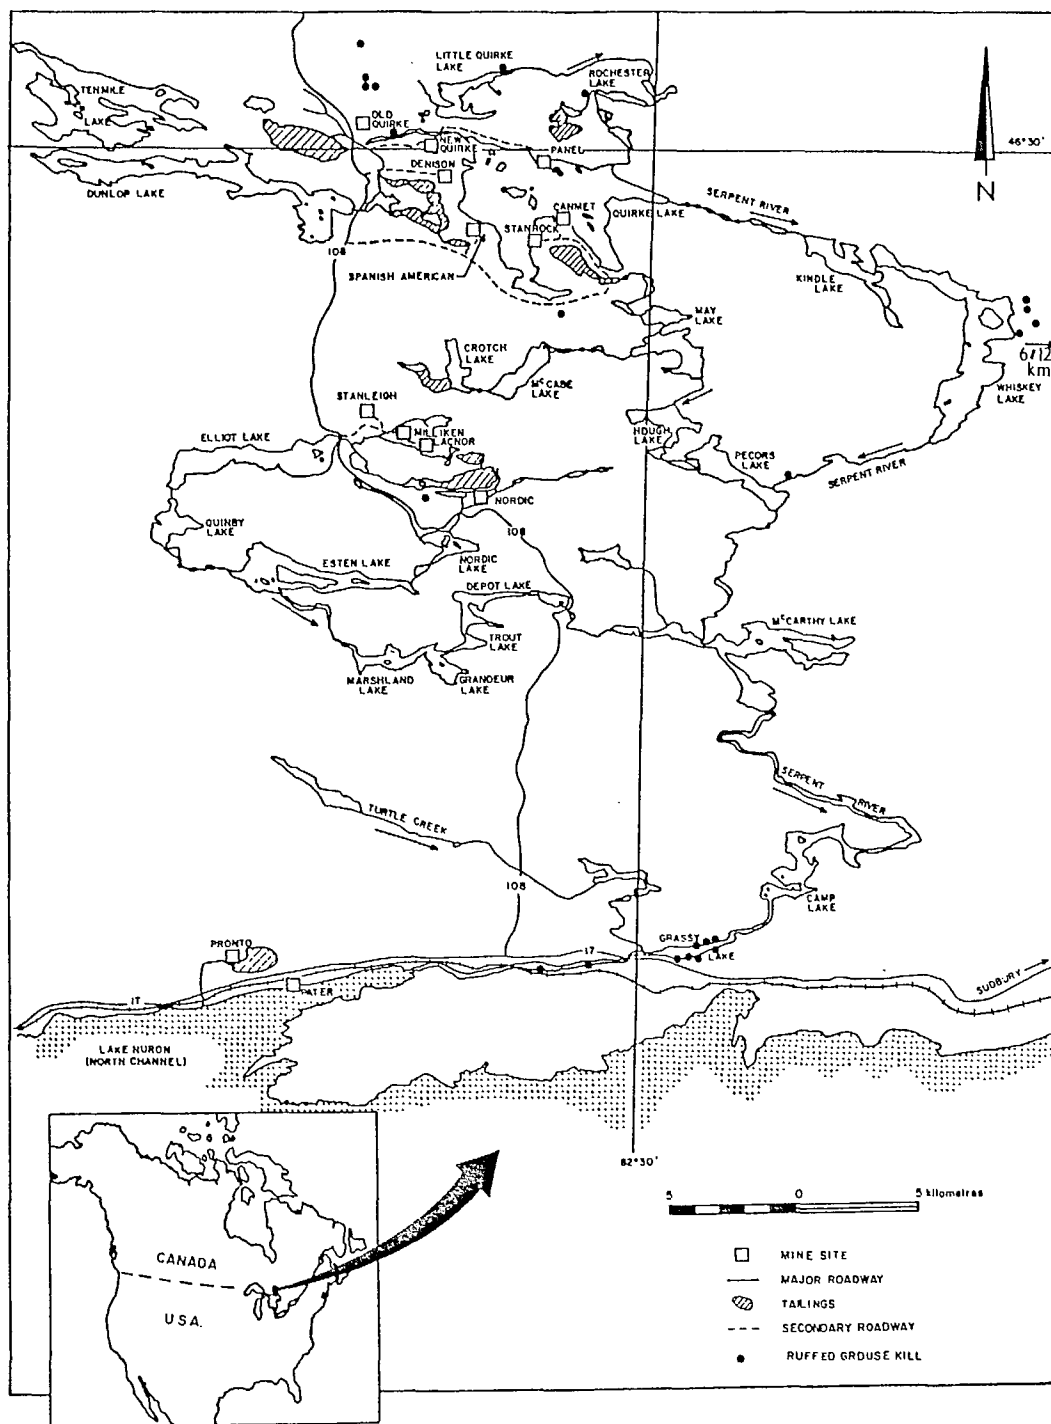 LITTLE QUIRKE
LAKE
ROCHESTER
LAKE
TENMILE
LAKE
OLD
QUIRKE
NEW
QUIRKE
PANEL
46°30'
DENISON
DUNLOP LAKE
N
SERPENT RIVER
CANMET
QUIRKE LAKE
STANROCK
108
SPANISH AMERICAN
KINDLE
LAKE
MAY
LAKE
CROTCH
LAKE
km
WHISKEY
LAKE
McCABE
LAKE
STANLEIGH
MILLIKEN
LACNOR
ELLIOT LAKE
HOUGH
LAKE
PECORS
LAKE
SERPENT RIVER
NORDIC
108
QUINBY
LAKE
ESTEN LAKE
NORDIC
LAKE
DEPOT LAKE
McCARTHY LAKE
TROUT
LAKE
MARSHLAND
LAKE
GRANDEUR
LAKE
SERPENT RIVER
TURTLE CREEK
108
CAMP
LAKE
PRONTO
GRASSY
LAKE
17
SUDBURY
PATER
17
LAKE HURON
(NORTH CHANNEL)
82°30'
5 0 5 kilometres
CANADA
U.S.A.
MINE SITE
MAJOR ROADWAY
TAILINGS
SECONDARY ROADWAY
RUFFED GROUSE KILL